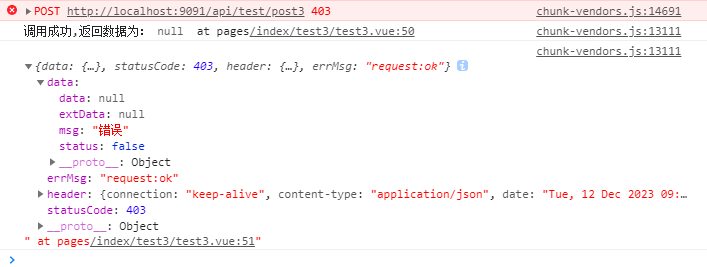 POST http://localhost:9091/api/test/post3 403 chunk-vendors.js:14691
调用成功,返回数据为： null at pages/index/test3/test3.vue:50 chunk-vendors.js:13111
chunk-vendors.js:13111
{data: {…}, statusCode: 403, header: {…}, errMsg: "request:ok"}
data:
data: null
extData: null
msg: "错误"
status: false
__proto__: Object
errMsg: "request:ok"
header: {connection: "keep-alive", content-type: "application/json", date: "Tue, 12 Dec 2023 09:…
statusCode: 403
__proto__: Object
" at pages/index/test3/test3.vue:51"